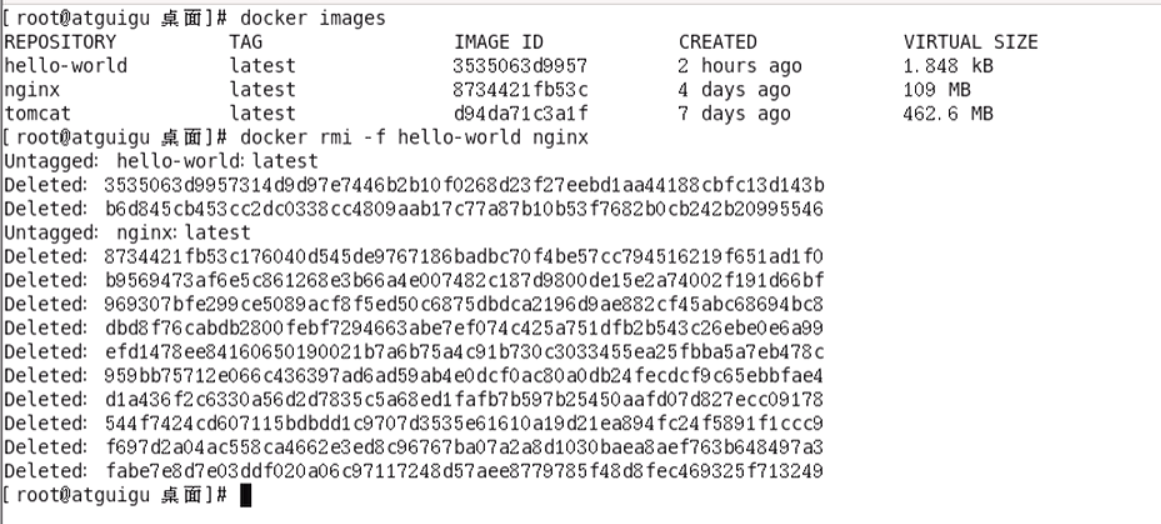 [root@atguigu 桌面]# docker images
REPOSITORY TAG IMAGE ID CREATED VIRTUAL SIZE
hello-world latest 3535063d9957 2 hours ago 1.848 kB
nginx latest 8734421fb53c 4 days ago 109 MB
tomcat latest d94da71c3a1f 7 days ago 462.6 MB
[root@atguigu 桌面]# docker rmi -f hello-world nginx
Untagged: hello-world:latest
Deleted: 3535063d9957314d9d97e7446b2b10f0268d23f27eebd1aa44188cbfc13d143b
Deleted: b6d845cb453cc2dc0338cc4809aab17c77a87b10b53f7682b0cb242b20995546
Untagged: nginx:latest
Deleted: 8734421fb53c176040d545de9767186badbc70f4be57cc794516219f651ad1f0
Deleted: b9569473af6e5c861268e3b66a4e007482c187d9800de15e2a74002f191d66bf
Deleted: 969307bfe299ce5089acf8f5ed50c6875dbdca2196d9ae882cf45abc68694bc8
Deleted: dbd8f76cabdb2800febf7294663abe7ef074c425a751dfb2b543c26ebe0e6a99
Deleted: efd1478ee84160650190021b7a6b75a4c91b730c3033455ea25fbba5a7eb478c
Deleted: 959bb75712e066c436397ad6ad59ab4e0dcf0ac80a0db24fecdcf9c65ebbfae4
Deleted: d1a436f2c6330a56d2d7835c5a68ed1fafb7b597b25450aafd07d827ecc09178
Deleted: 544f7424cd607115bdbdd1c9707d3535e61610a19d21ea894fc24f5891f1ccc9
Deleted: f697d2a04ac558ca4662e3ed8c96767ba07a2a8d1030baea8aef763b648497a3
Deleted: fabe7e8d7e03ddf020a06c97117248d57aee8779785f48d8fec469325f713249
[root@atguigu 桌面]#